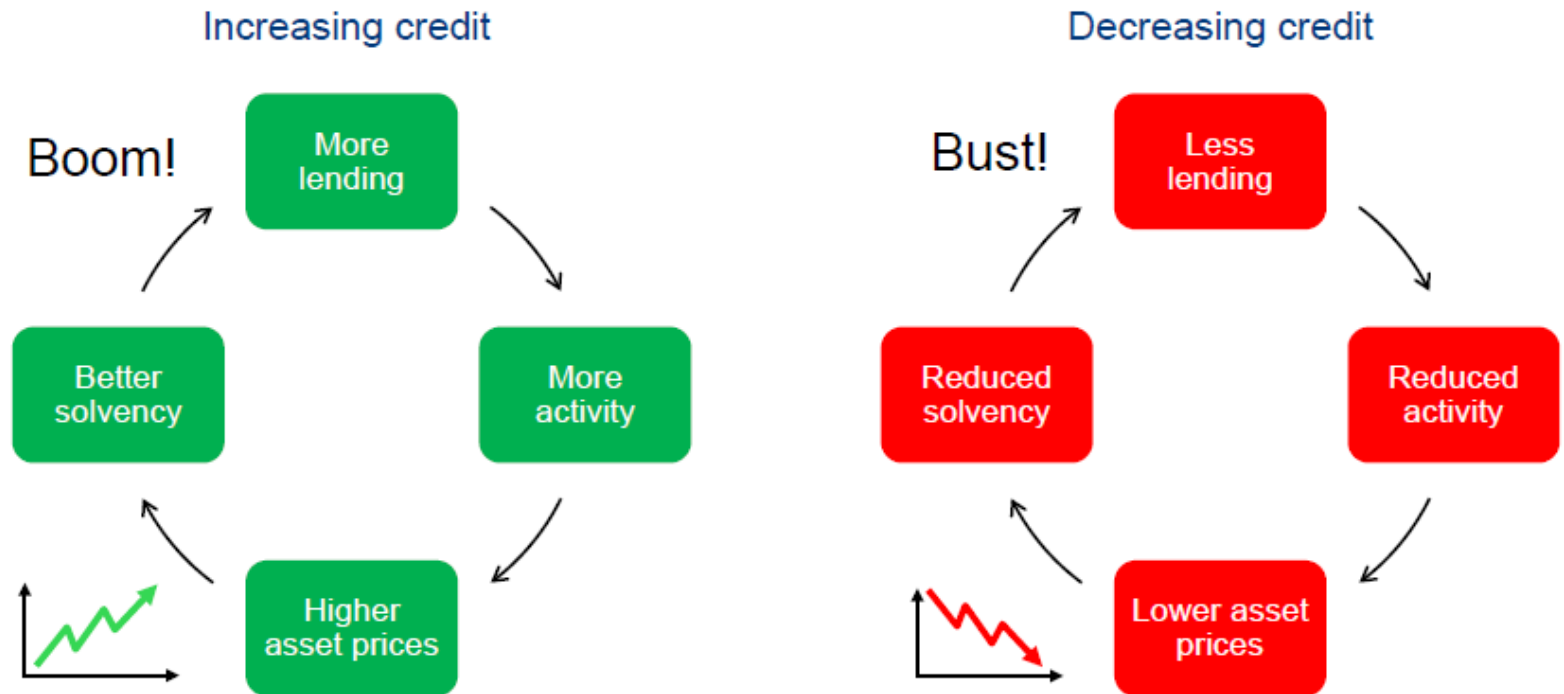 Increasing credit
Boom!
More
lending
Better
solvency
More
activity
Higher
asset prices
Decreasing credit
Bust!
Less
lending
Reduced
solvency
Reduced
activity
Lower asset
prices